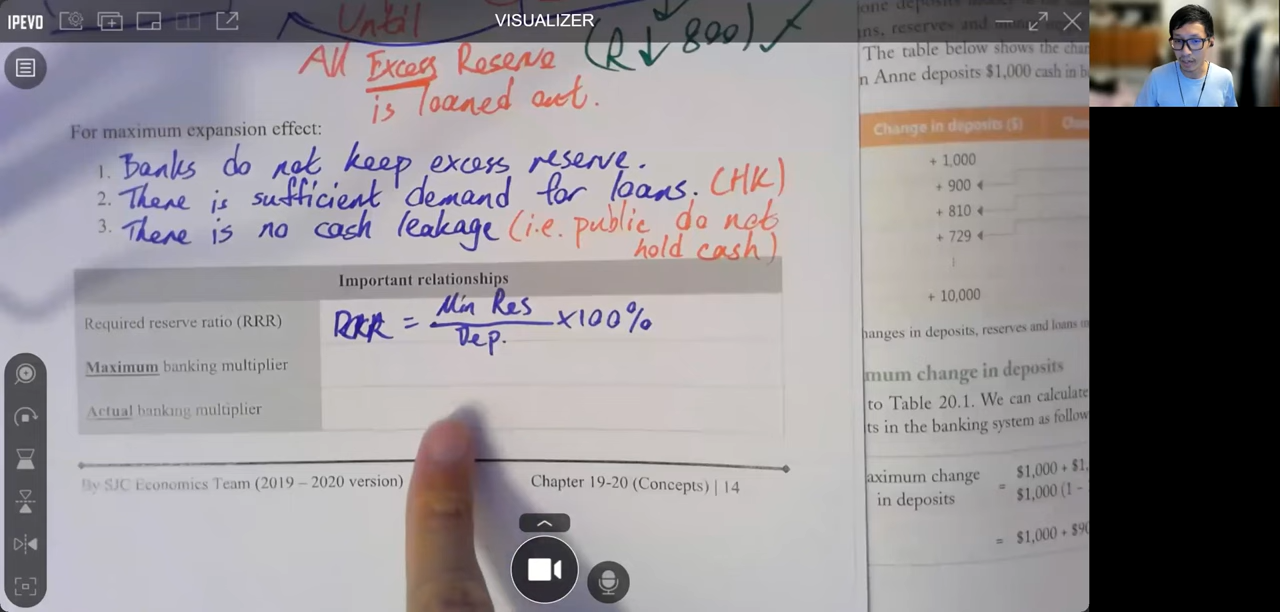 IPEVO
VISUALIZER
Until
All Excess Reserve
is loaned out.
(R↓800) ✓
For maximum expansion effect:
1. Banks do not keep excess reserve.
2. There is sufficient demand for loans. (HK)
3. There is no cash leakage (i.e. public do not
hold cash)
Important relationships
Required reserve ratio (RRR)
RRR = Min Res / Dep. ×100%
Maximum banking multiplier
Actual banking multiplier
By SJC Economics Team (2019 – 2020 version)
Chapter 19-20 (Concepts) | 14
ns, reserves and
The table below shows the
n Anne deposits $1,000 cash in
Change in deposits ($)
+ 1,000
+ 900
+ 810
+ 729
⋮
+ 10,000
hanges in deposits, reserves and loans
mum change in deposits
to Table 20.1. We can calculate
ts in the banking system as follow
aximum change
in deposits
= $1,000 +
$1,000 (1 -
= $1,000 +